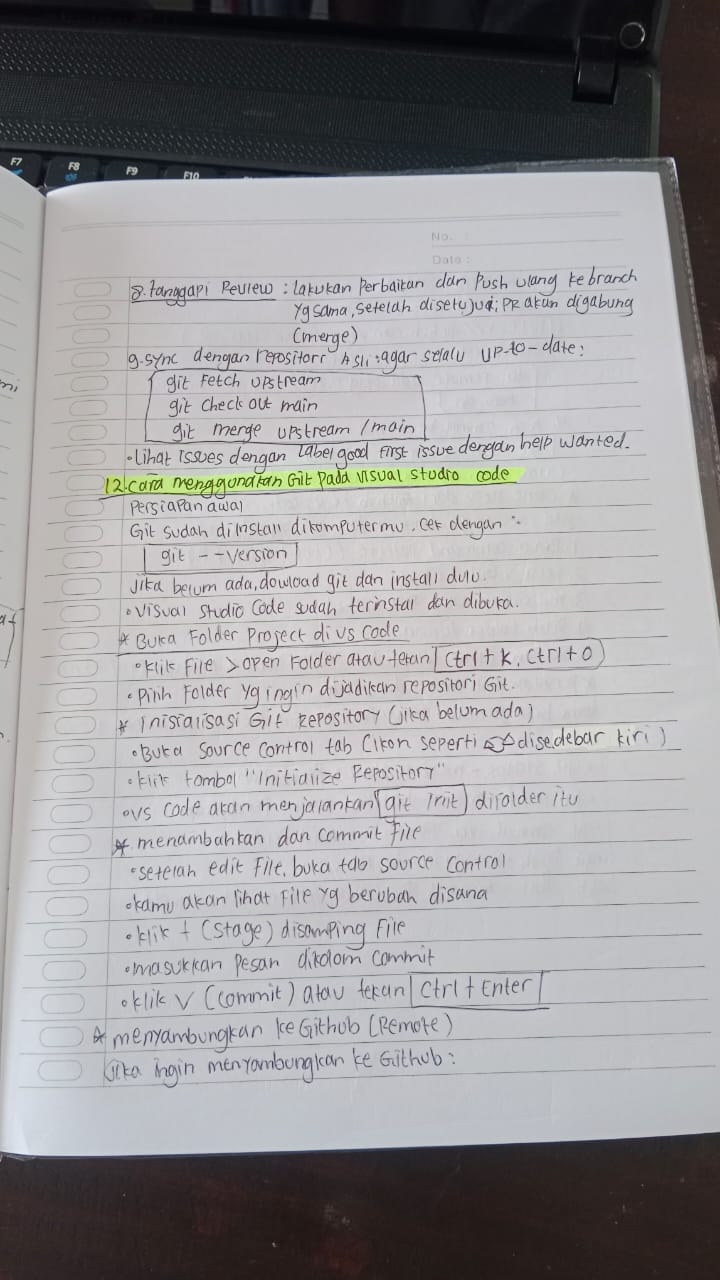 F7
F8
F9
F10
No. :
Date :
8. tanggapi Review : lakukan Perbaikan dan Push ulang ke branch
yg sama, setelah disetujui; PR akan digabung
(merge)
9. sync dengan repositori Asli : agar selalu UP-to-date :
git Fetch upstream
git check out main
git merge upstream / main
• lihat issues dengan label good First issue dengan help wanted.
12. cara menggunakan Git pada visual studio code
Persiapan awal
Git sudah diinstall dikomputermu. cek dengan :
git --version
Jika belum ada, dowload git dan install dulu.
• visual studio Code sudah terinstal dan dibuka.
* Buka Folder Project di vs code
• klik File > open Folder atau tekan Ctrl + K, Ctrl + O
• Pilih Folder yg ingin dijadikan repositori Git.
* Inisialisasi Git Repository (jika belum ada)
• Buka Source control tab (ikon seperti disedebar kiri)
• klik tombol "Initialize Repository"
• vs code akan menjalankan git init difolder itu
* menambahkan dan commit file
• setelah edit File, buka tab source control
• kamu akan lihat File yg berubah disana
• klik + (stage) disamping File
• masukkan pesan dikolom commit
• klik V (commit) atau tekan Ctrl + Enter
* menyambungkan ke Github (Remote)
Jika ingin menyambungkan ke Github :